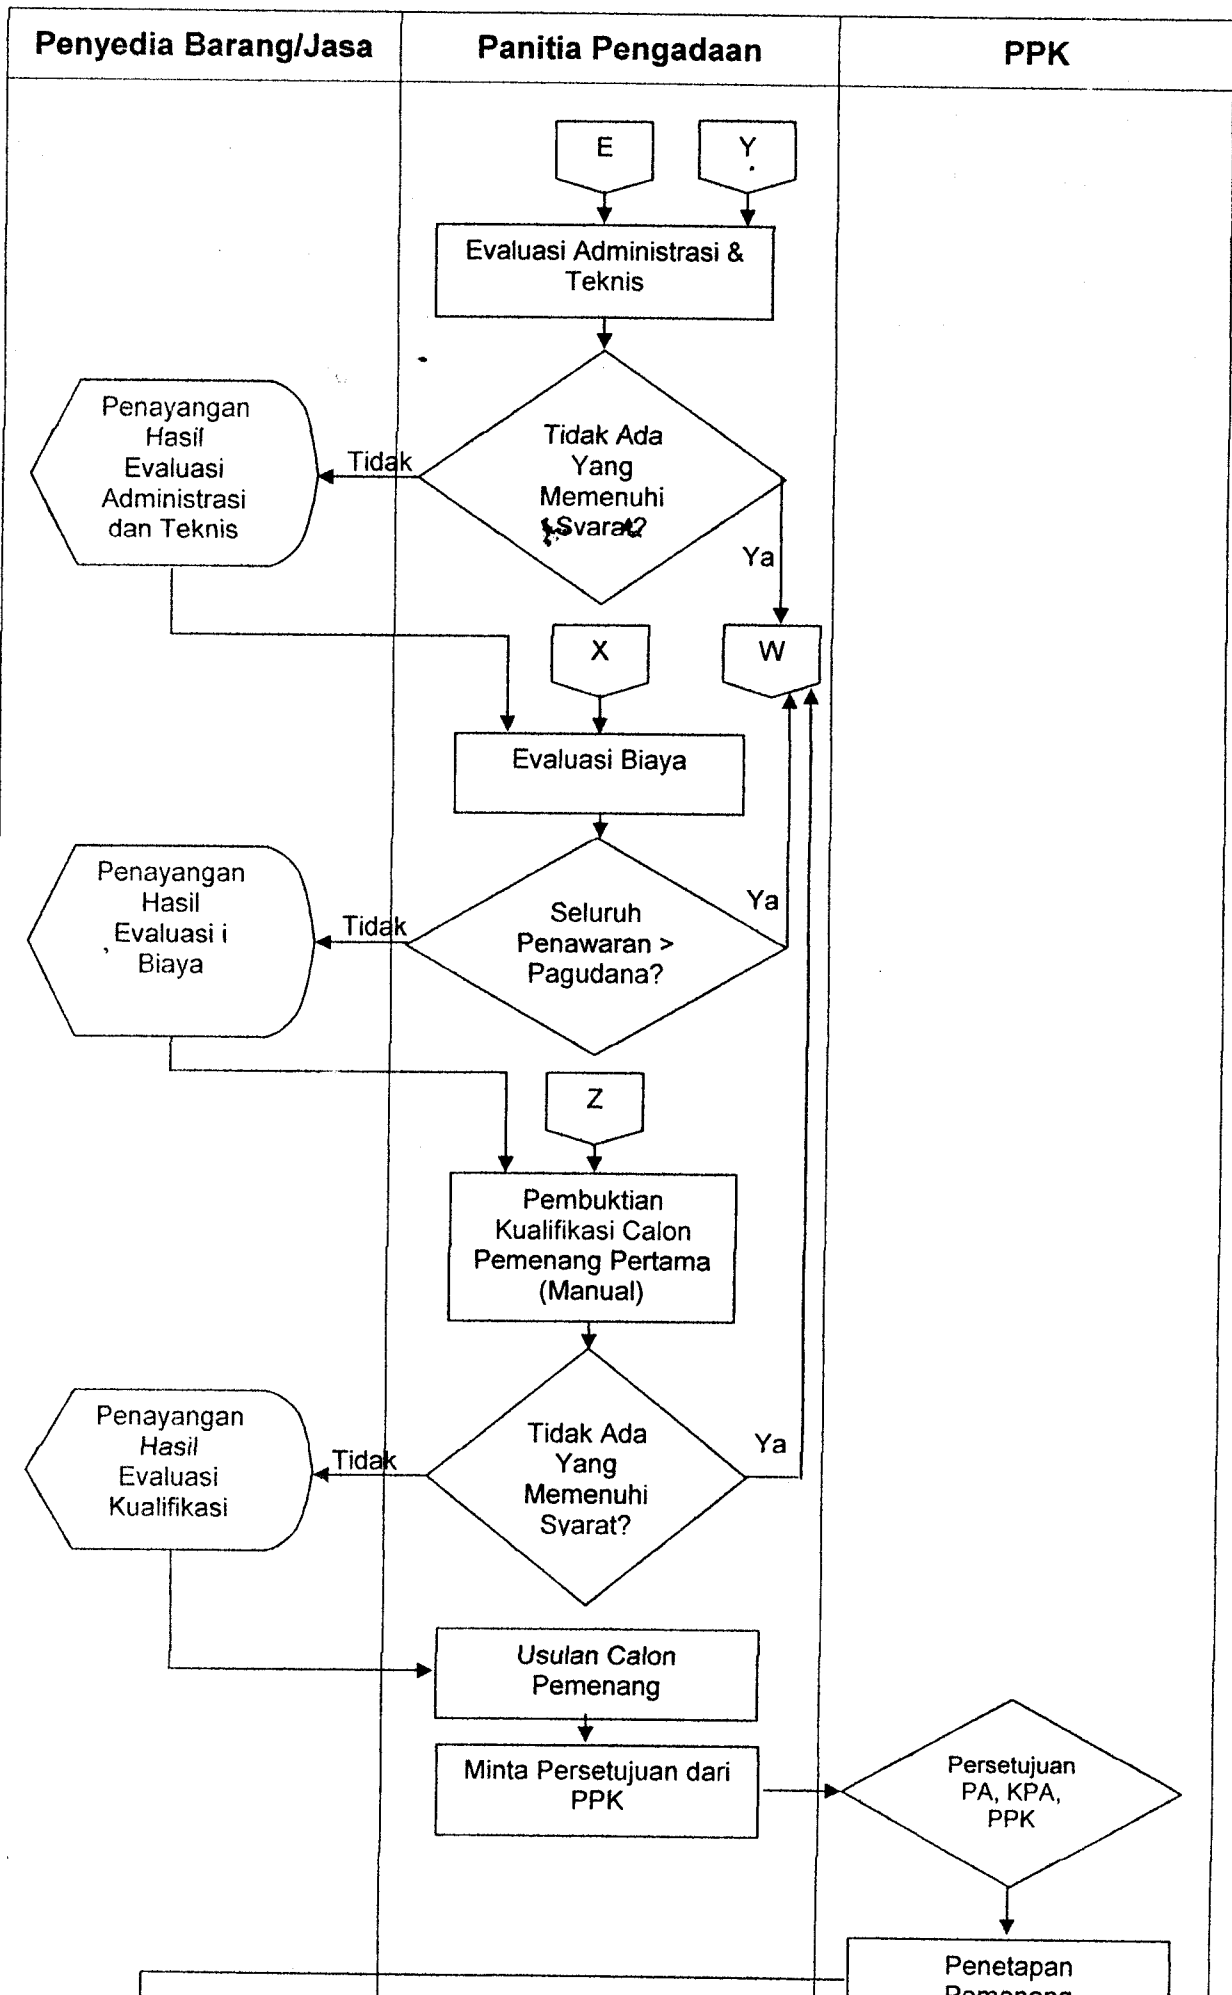 Penyedia Barang/Jasa
Panitia Pengadaan
PPK
E
Y
Evaluasi Administrasi &
Teknis
Penayangan
Hasil
Evaluasi
Administrasi
dan Teknis
Tidak
Tidak Ada
Yang
Memenuhi
Syarat?
Ya
X
W
Evaluasi Biaya
Penayangan
Hasil
Evaluasi i
Biaya
Tidak
Seluruh
Penawaran >
Pagudana?
Ya
Z
Pembuktian
Kualifikasi Calon
Pemenang Pertama
(Manual)
Penayangan
Hasil
Evaluasi
Kualifikasi
Tidak
Tidak Ada
Yang
Memenuhi
Syarat?
Ya
Usulan Calon
Pemenang
Minta Persetujuan dari
PPK
Persetujuan
PA, KPA,
PPK
Penetapan
Pemenang